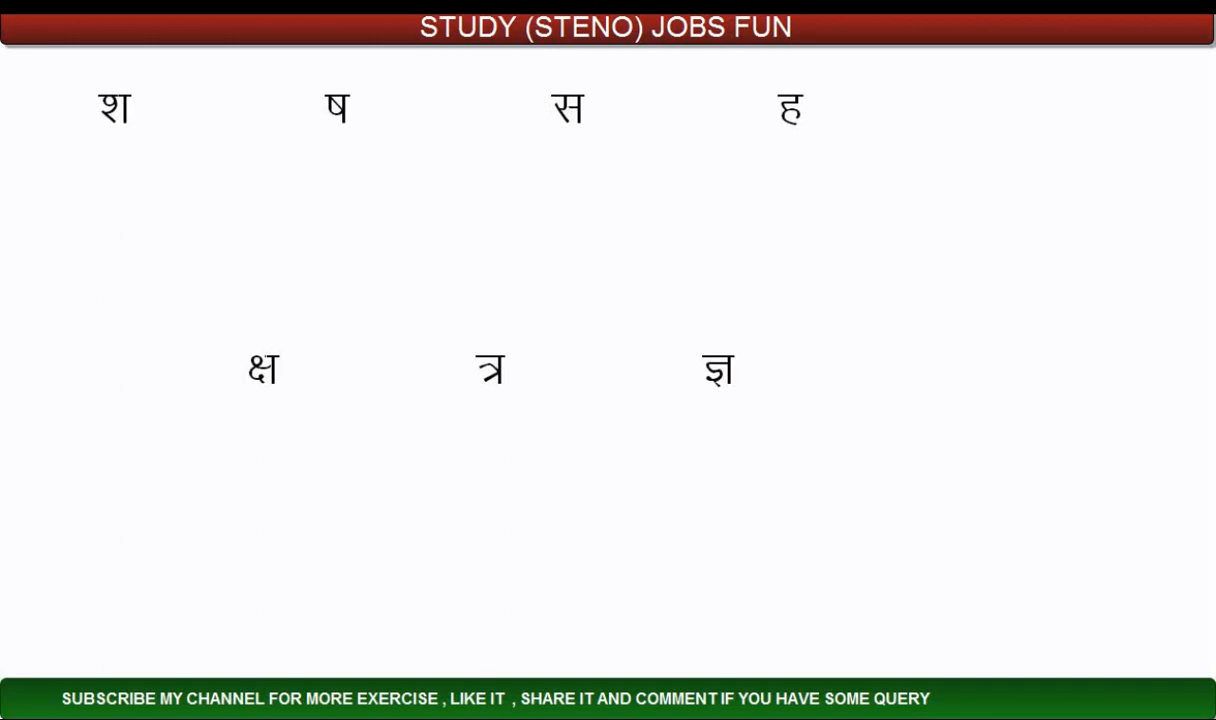 STUDY (STENO) JOBS FUN
श ष स ह
क्ष त्र ज्ञ
SUBSCRIBE MY CHANNEL FOR MORE EXERCISE , LIKE IT , SHARE IT AND COMMENT IF YOU HAVE SOME QUERY